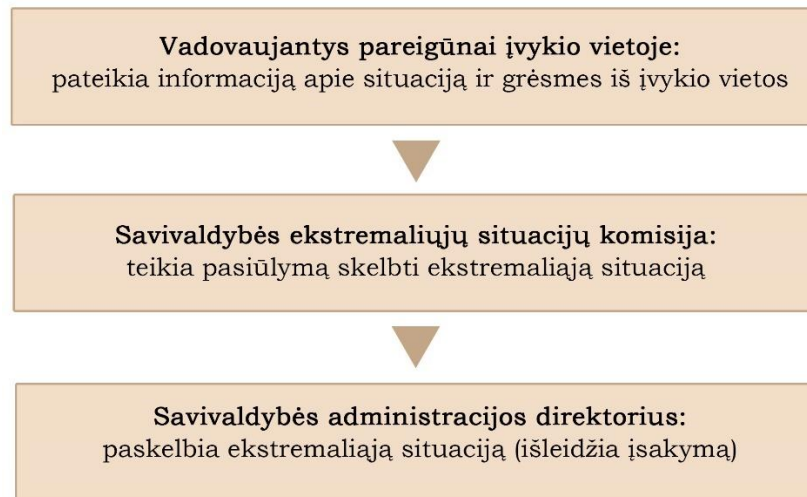 Vadovaujantys pareigūnai įvykio vietoje:
pateikia informaciją apie situaciją ir grėsmes iš įvykio vietos
Savivaldybės ekstremaliųjų situacijų komisija:
teikia pasiūlymą skelbti ekstremaliąją situaciją
Savivaldybės administracijos direktorius:
paskelbia ekstremaliąją situaciją (išleidžia įsakymą)